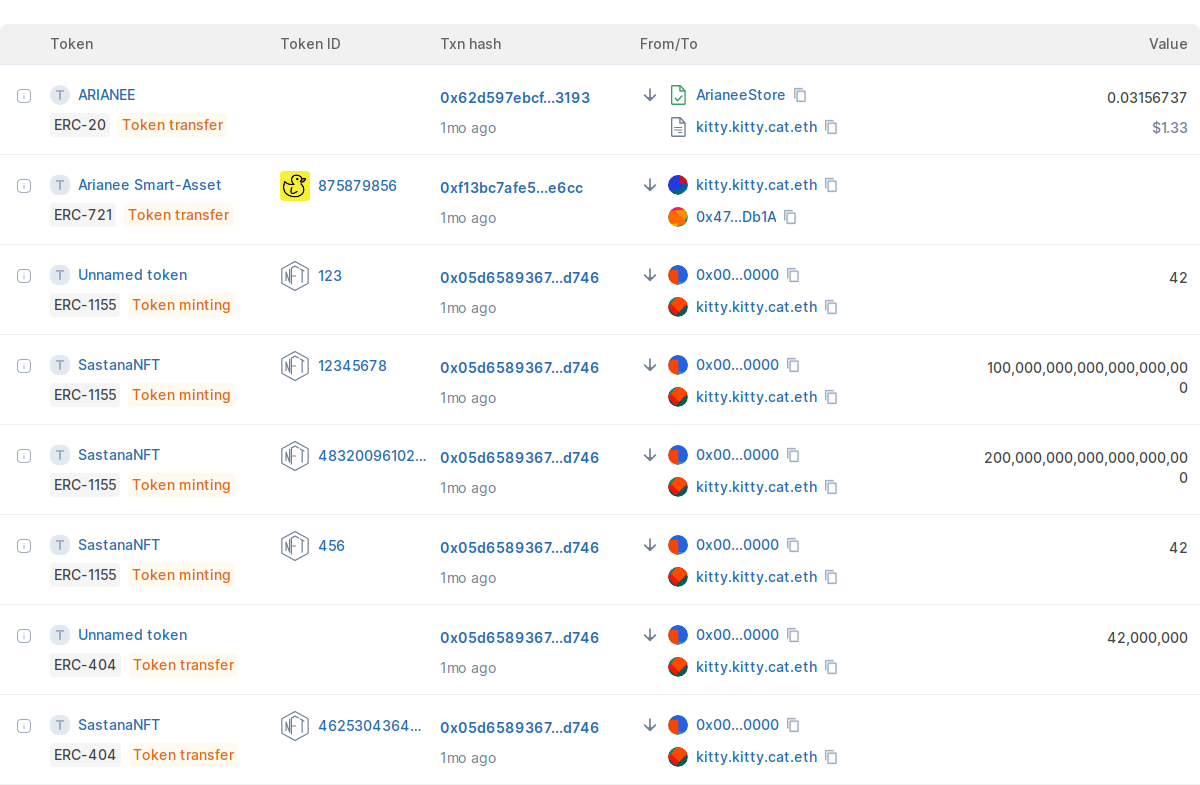 Token Token ID Txn hash From/To Value
T ARIANEE 0x62d597ebcf...3193 ArianeeStore 0.03156737
ERC-20 Token transfer 1mo ago kitty.kitty.cat.eth $1.33
T Arianee Smart-Asset 875879856 0xf13bc7afe5...e6cc kitty.kitty.cat.eth
ERC-721 Token transfer 1mo ago 0x47...Db1A
T Unnamed token NFT 123 0x05d6589367...d746 0x00...0000 42
ERC-1155 Token minting 1mo ago kitty.kitty.cat.eth
T SastanaNFT NFT 12345678 0x05d6589367...d746 0x00...0000 100,000,000,000,000,000,00
ERC-1155 Token minting 1mo ago kitty.kitty.cat.eth 0
T SastanaNFT NFT 48320096102... 0x05d6589367...d746 0x00...0000 200,000,000,000,000,000,00
ERC-1155 Token minting 1mo ago kitty.kitty.cat.eth 0
T SastanaNFT NFT 456 0x05d6589367...d746 0x00...0000 42
ERC-1155 Token minting 1mo ago kitty.kitty.cat.eth
T Unnamed token 0x05d6589367...d746 0x00...0000 42,000,000
ERC-404 Token transfer 1mo ago kitty.kitty.cat.eth
T SastanaNFT NFT 4625304364... 0x05d6589367...d746 0x00...0000
ERC-404 Token transfer 1mo ago kitty.kitty.cat.eth